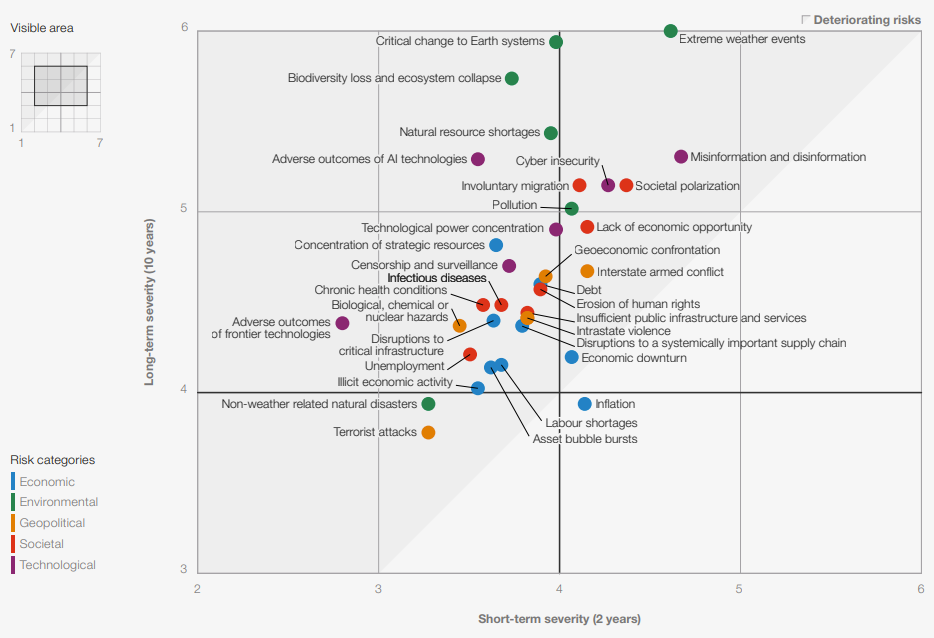 Visible area
7
1
1
7
Deteriorating risks
6
5
4
3
2
3
4
5
6
Long-term severity (10 years)
Short-term severity (2 years)
Critical change to Earth systems
Extreme weather events
Biodiversity loss and ecosystem collapse
Natural resource shortages
Adverse outcomes of AI technologies
Cyber insecurity
Misinformation and disinformation
Involuntary migration
Societal polarization
Pollution
Technological power concentration
Lack of economic opportunity
Concentration of strategic resources
Geoeconomic confrontation
Censorship and surveillance
Interstate armed conflict
Infectious diseases
Chronic health conditions
Debt
Biological, chemical or
nuclear hazards
Erosion of human rights
Insufficient public infrastructure and services
Adverse outcomes
of frontier technologies
Intrastate violence
Disruptions to
critical infrastructure
Disruptions to a systemically important supply chain
Unemployment
Economic downturn
Illicit economic activity
Non-weather related natural disasters
Inflation
Labour shortages
Terrorist attacks
Asset bubble bursts
Risk categories
Economic
Environmental
Geopolitical
Societal
Technological